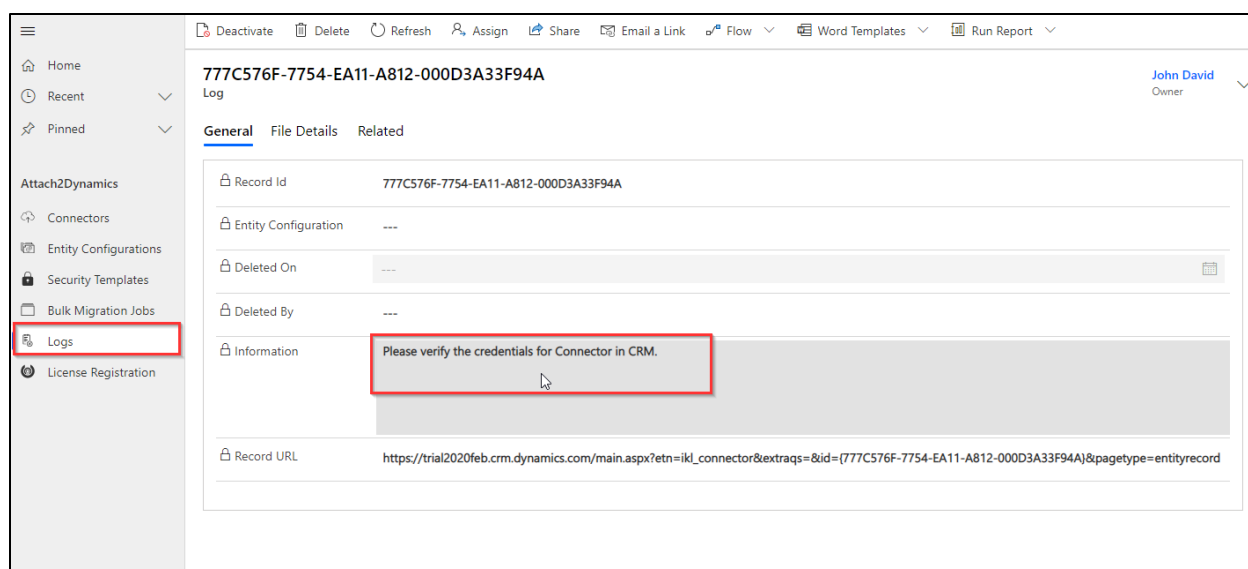 Deactivate Delete Refresh Assign Share Email a Link Flow Word Templates Run Report
Home
Recent
Pinned
Attach2Dynamics
Connectors
Entity Configurations
Security Templates
Bulk Migration Jobs
Logs
License Registration
777C576F-7754-EA11-A812-000D3A33F94A
Log
John David
Owner
General File Details Related
Record Id 777C576F-7754-EA11-A812-000D3A33F94A
Entity Configuration ---
Deleted On ---
Deleted By ---
Information Please verify the credentials for Connector in CRM.
Record URL https://trial2020feb.crm.dynamics.com/main.aspx?etn=ikl_connector&extraqs=&id={777C576F-7754-EA11-A812-000D3A33F94A}&pagetype=entityrecord